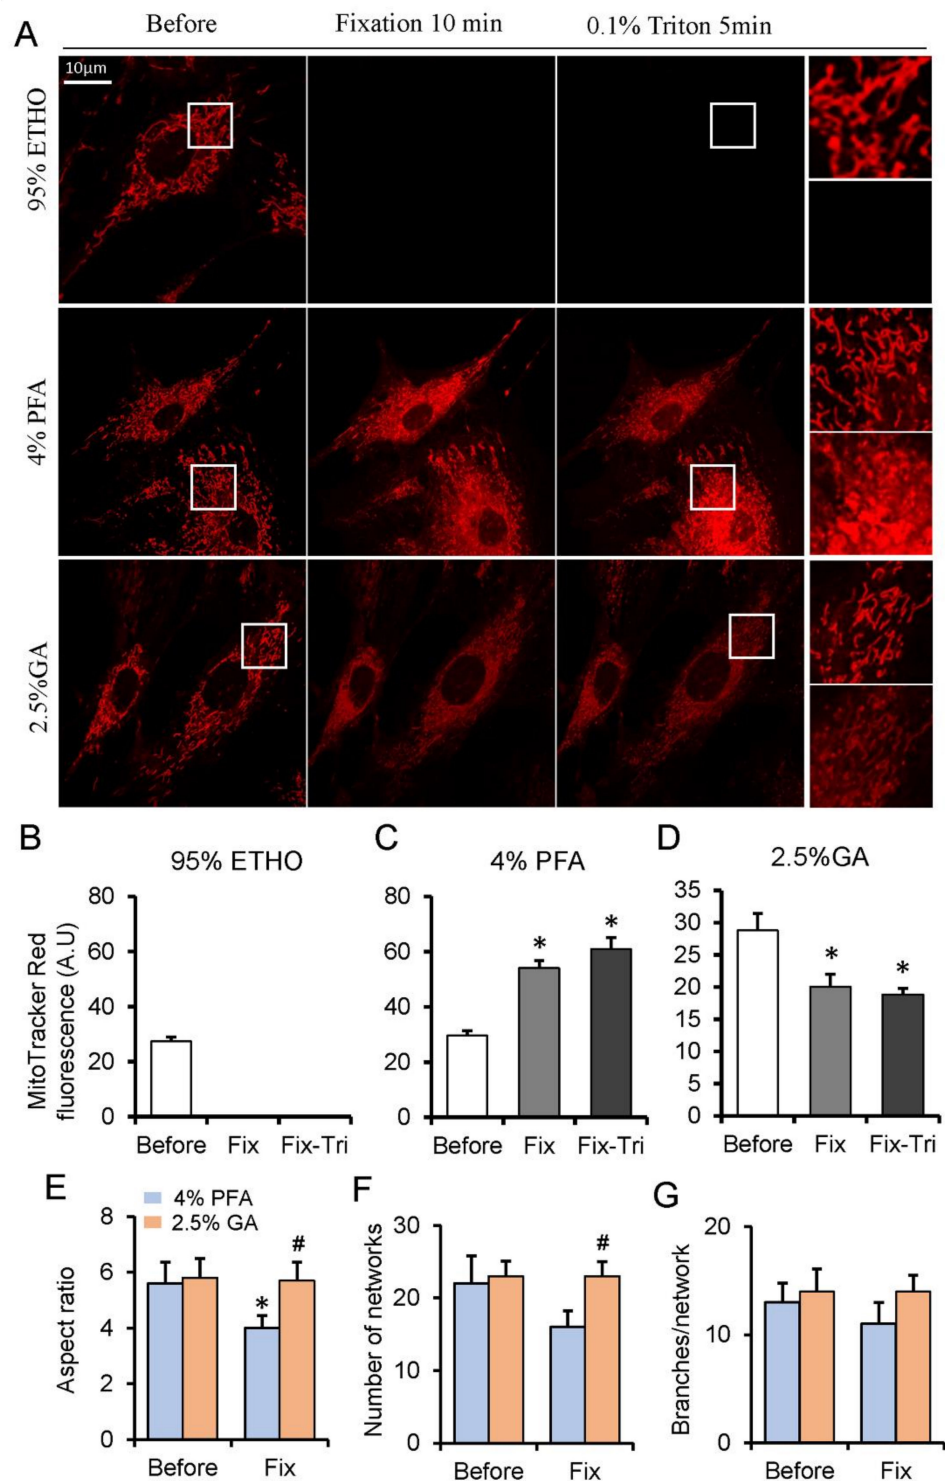 A
Before Fixation 10 min 0.1% Triton 5min
10µm
95% ETHO
4% PFA
2.5%GA
B
95% ETHO
C
4% PFA
D
2.5%GA
MitoTracker Red
fluorescence (A.U)
80
60
40
20
0
Before Fix Fix-Tri
80
60
40
20
0
* *
Before Fix Fix-Tri
35
30
25
20
15
10
5
0
* *
Before Fix Fix-Tri
E
4% PFA
2.5% GA
Aspect ratio
8
6
4
2
0
* #
Before Fix
F
Number of networks
30
20
10
0
#
Before Fix
G
Branches/network
20
10
0
Before Fix